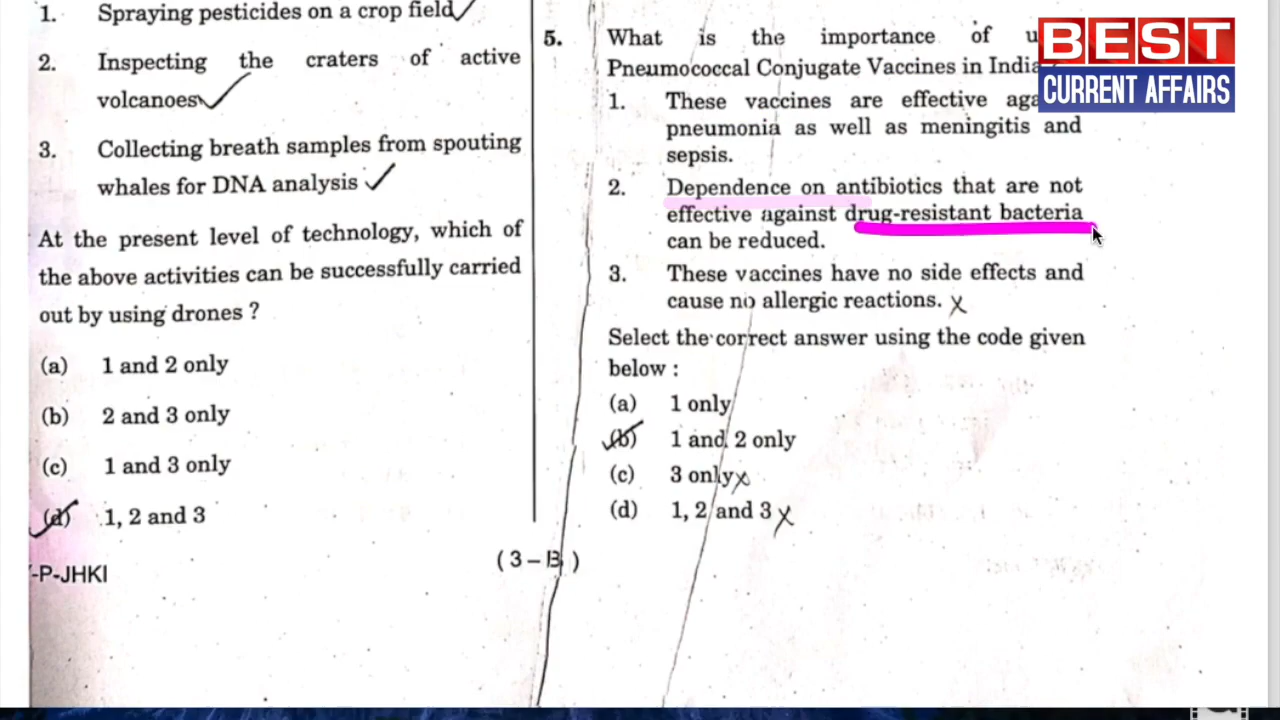 1. Spraying pesticides on a crop field
2. Inspecting the craters of active
volcanoes
3. Collecting breath samples from spouting
whales for DNA analysis
At the present level of technology, which of
the above activities can be successfully carried
out by using drones ?
(a) 1 and 2 only
(b) 2 and 3 only
(c) 1 and 3 only
(d) 1, 2 and 3
-P-JHKI
( 3 – B )
5. What is the importance of
Pneumococcal Conjugate Vaccines in India
1. These vaccines are effective
pneumonia as well as meningitis and
sepsis.
2. Dependence on antibiotics that are not
effective against drug-resistant bacteria
can be reduced.
3. These vaccines have no side effects and
cause no allergic reactions.
Select the correct answer using the code given
below :
(a) 1 only
(b) 1 and 2 only
(c) 3 only
(d) 1, 2 and 3
BEST
CURRENT AFFAIRS